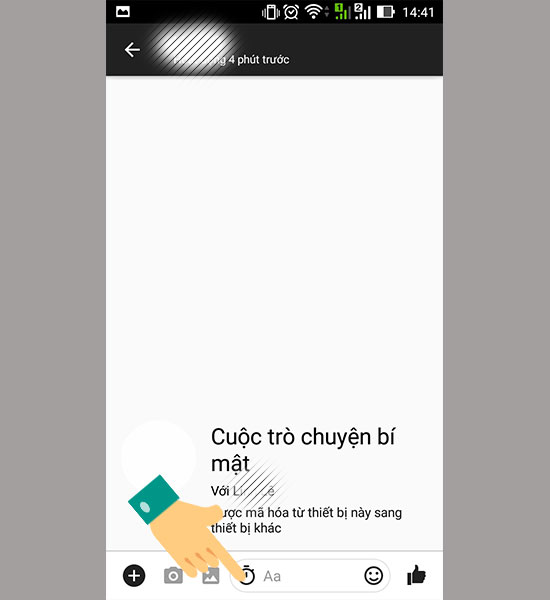 14:41
4 phút trước
Cuộc trò chuyện bí
mật
Với
mã hóa từ thiết bị này sang
thiết bị khác
Aa